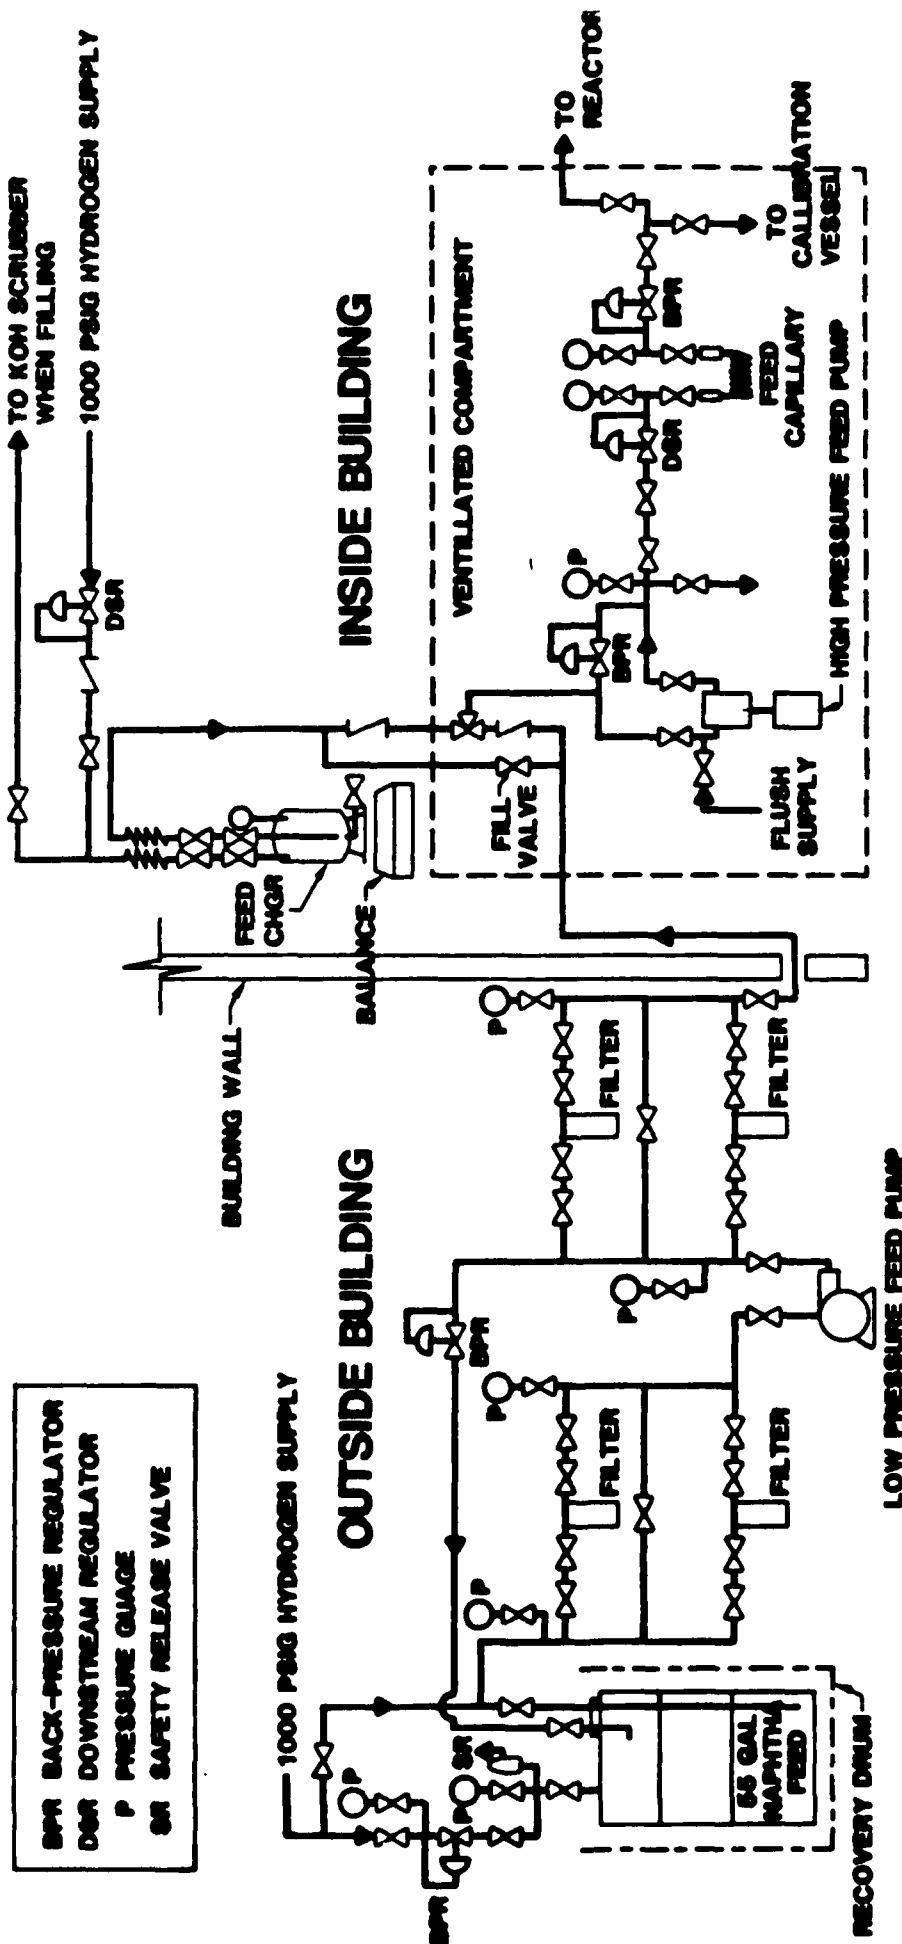 BPR BACK-PRESSURE REGULATOR
DSR DOWNSTREAM REGULATOR
P PRESSURE GUAGE
SR SAFETY RELEASE VALVE
1000 PSIG HYDROGEN SUPPLY
OUTSIDE BUILDING
BPR
P
P
SR
55 GAL
NAPHTHA
FEED
RECOVERY DRUM
P
FILTER
FILTER
P
BPR
P
LOW PRESSURE FEED PUMP
FILTER
FILTER
P
BUILDING WALL
TO KOH SCRUBBER
WHEN FILLING
1000 PSIG HYDROGEN SUPPLY
DSR
FEED
CHGR
BALANCE
INSIDE BUILDING
VENTILLATED COMPARTMENT
FILL
VALVE
FLUSH
SUPPLY
BPR
P
HIGH PRESSURE FEED PUMP
DSR
FEED
CAPILLARY
BPR
TO
CALLIBRATION
VESSEL
TO
REACTOR